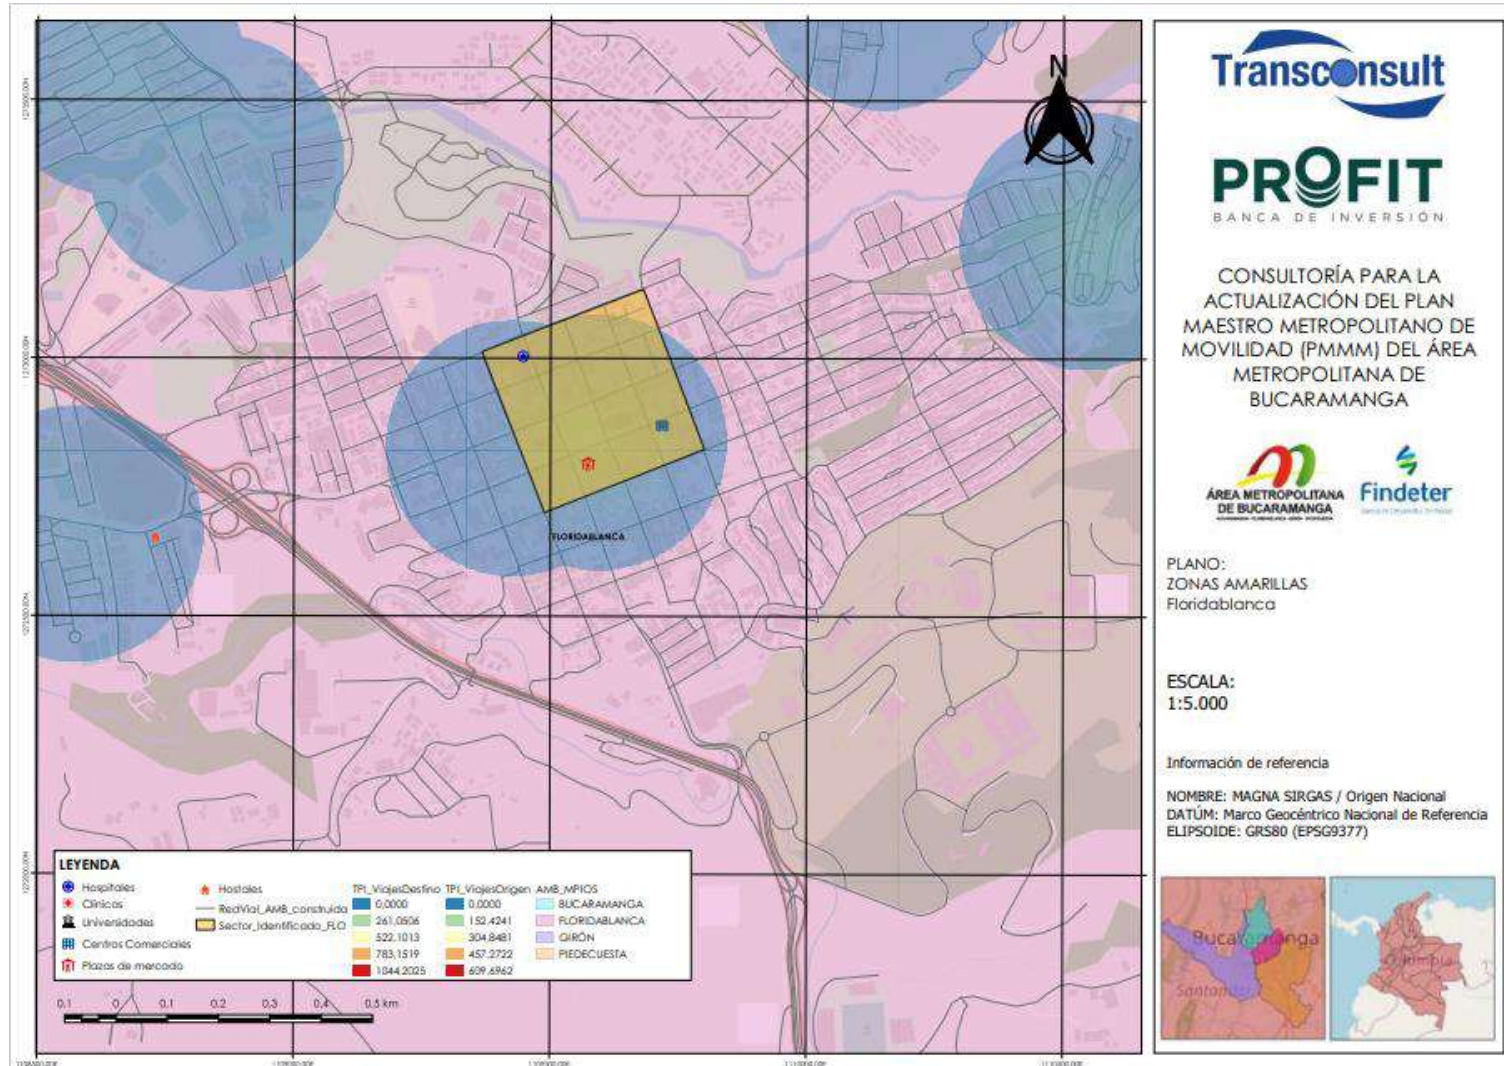 N
FLORIDABLANCA
LEYENDA
Hospitales
Clínicas
Universidades
Centros Comerciales
Plazas de mercado
Hostales
RedVial_AMB_construida
Sector_Identificado_FLO
TPI_ViajesDestino
0,0000
261,0506
522,1013
783,1519
1044,2025
TPI_ViajesOrigen
0,0000
152,4241
304,8481
457,2722
609,6962
AMB_MPIOS
BUCARAMANGA
FLORIDABLANCA
GIRÓN
PIEDECUESTA
0,1 0 0,1 0,2 0,3 0,4 0,5 km
Transconsult
PROFIT
BANCA DE INVERSIÓN
CONSULTORÍA PARA LA
ACTUALIZACIÓN DEL PLAN
MAESTRO METROPOLITANO DE
MOVILIDAD (PMMM) DEL ÁREA
METROPOLITANA DE
BUCARAMANGA
ÁREA METROPOLITANA
DE BUCARAMANGA
Findeter
PLANO:
ZONAS AMARILLAS
Floridablanca
ESCALA:
1:5.000
Información de referencia
NOMBRE: MAGNA SIRGAS / Origen Nacional
DATÚM: Marco Geocéntrico Nacional de Referencia
ELIPSOIDE: GRS80 (EPSG9377)
Bucaramanga
Santander